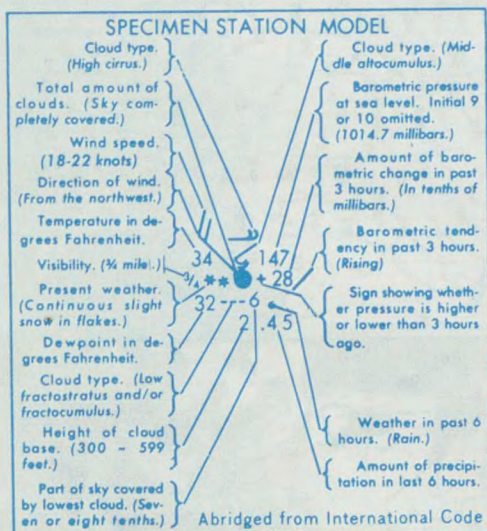 SPECIMEN STATION MODEL
Cloud type.
(High cirrus.)
Total amount of
clouds. (Sky com-
pletely covered.)
Wind speed.
(18-22 knots)
Direction of wind.
(From the northwest.)
Temperature in de-
grees Fahrenheit.
Visibility. (¾ mile.)
Present weather.
(Continuous slight
snow in flakes.)
Dewpoint in de-
grees Fahrenheit.
Cloud type. (Low
fractostratus and/or
fractocumulus.)
Height of cloud
base. (300 - 599
feet.)
Part of sky covered
by lowest cloud. (Sev-
en or eight tenths.)
34 147
¾ ** + 28
32 --- 6
2 .45
Cloud type. (Mid-
dle altocumulus.)
Barometric pressure
at sea level. Initial 9
or 10 omitted.
(1014.7 millibars.)
Amount of baro-
metric change in past
3 hours. (In tenths of
millibars.)
Barometric tend-
ency in past 3 hours.
(Rising)
Sign showing wheth-
er pressure is higher
or lower than 3 hours
ago.
Weather in past 6
hours. (Rain.)
Amount of precipi-
tation in last 6 hours.
Abridged from International Code